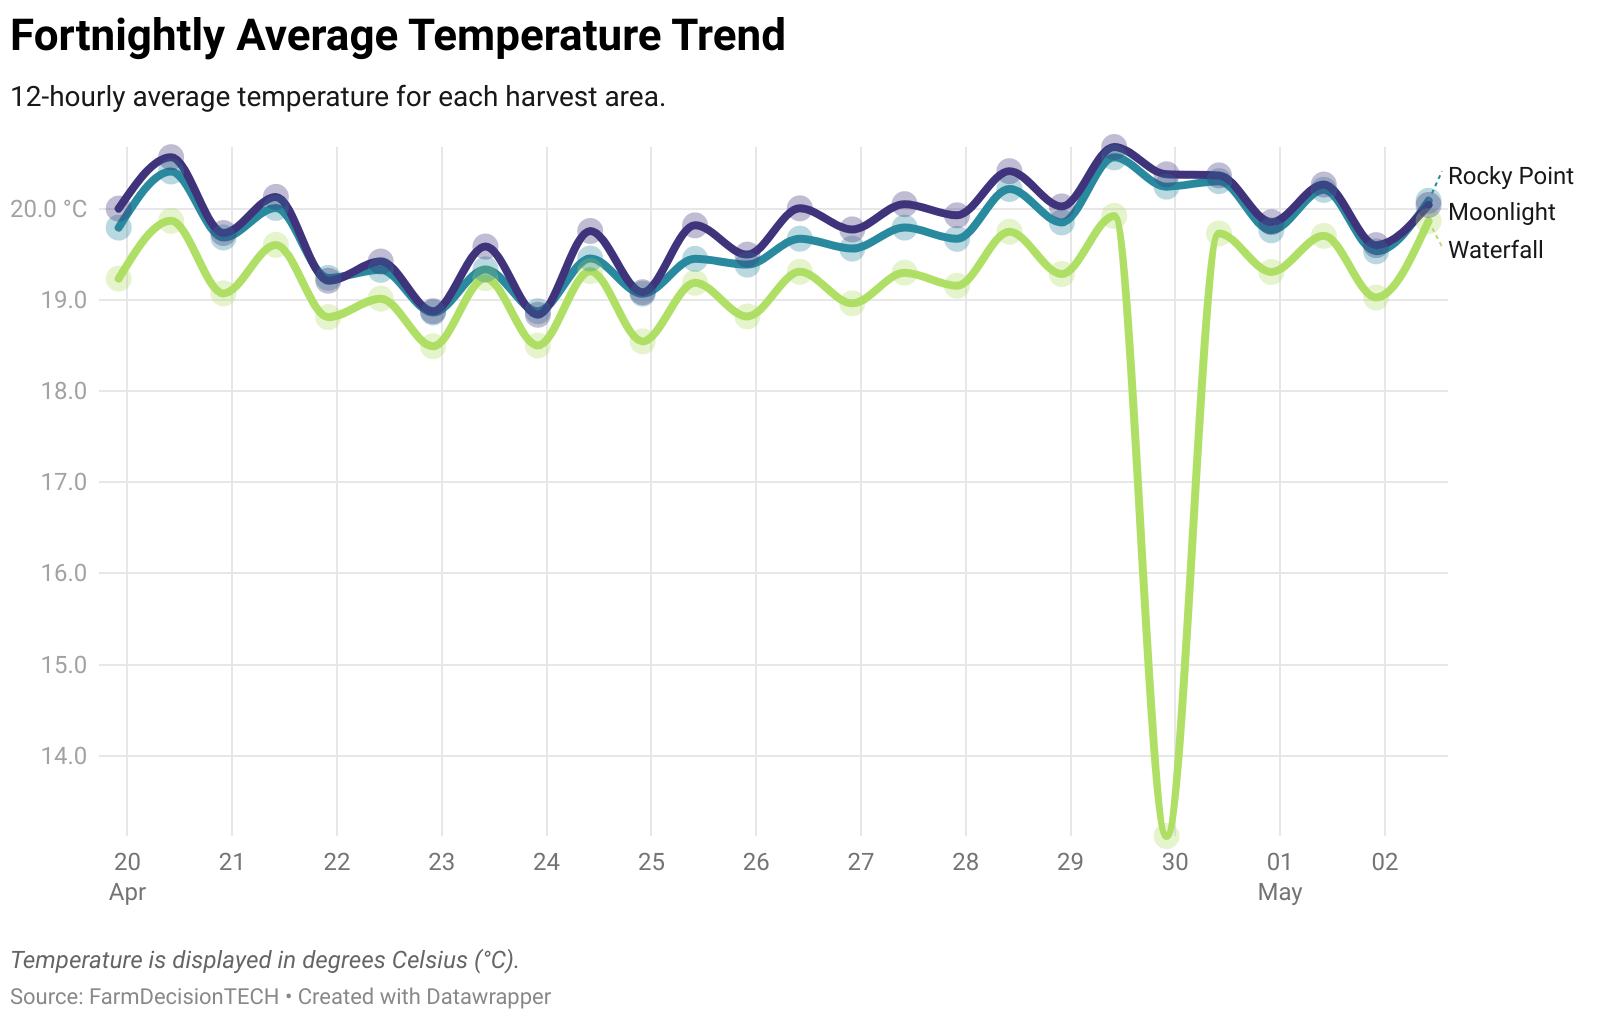 Fortnightly Average Temperature Trend
12-hourly average temperature for each harvest area.
20.0 °C
19.0
18.0
17.0
16.0
15.0
14.0
Rocky Point
Moonlight
Waterfall
20 21 22 23 24 25 26 27 28 29 30 01 02
Apr May
Temperature is displayed in degrees Celsius (°C).
Source: FarmDecisionTECH • Created with Datawrapper